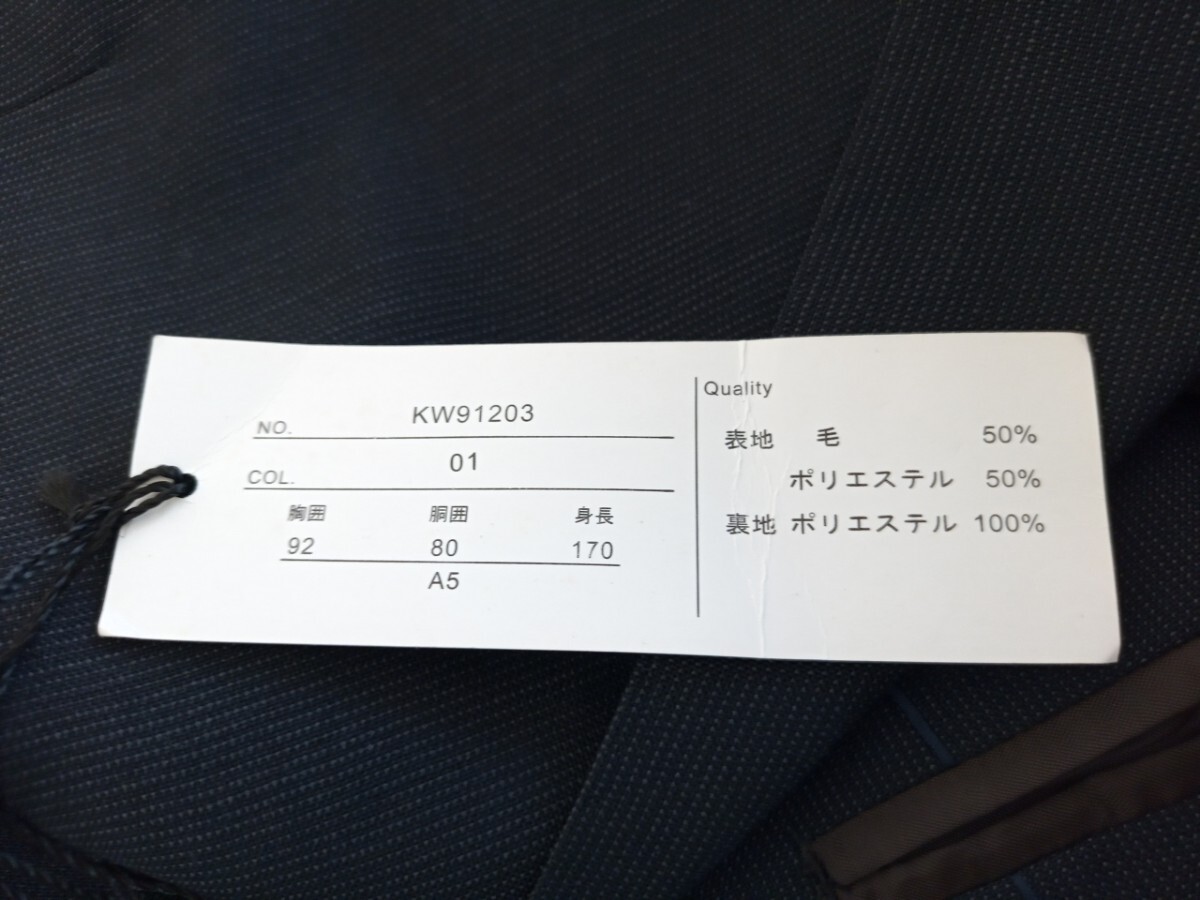 NO. KW91203
COL. 01
胸囲 胴囲 身長
92 80 170
A5
Quality
表地 毛 50%
ポリエステル 50%
裏地 ポリエステル 100%